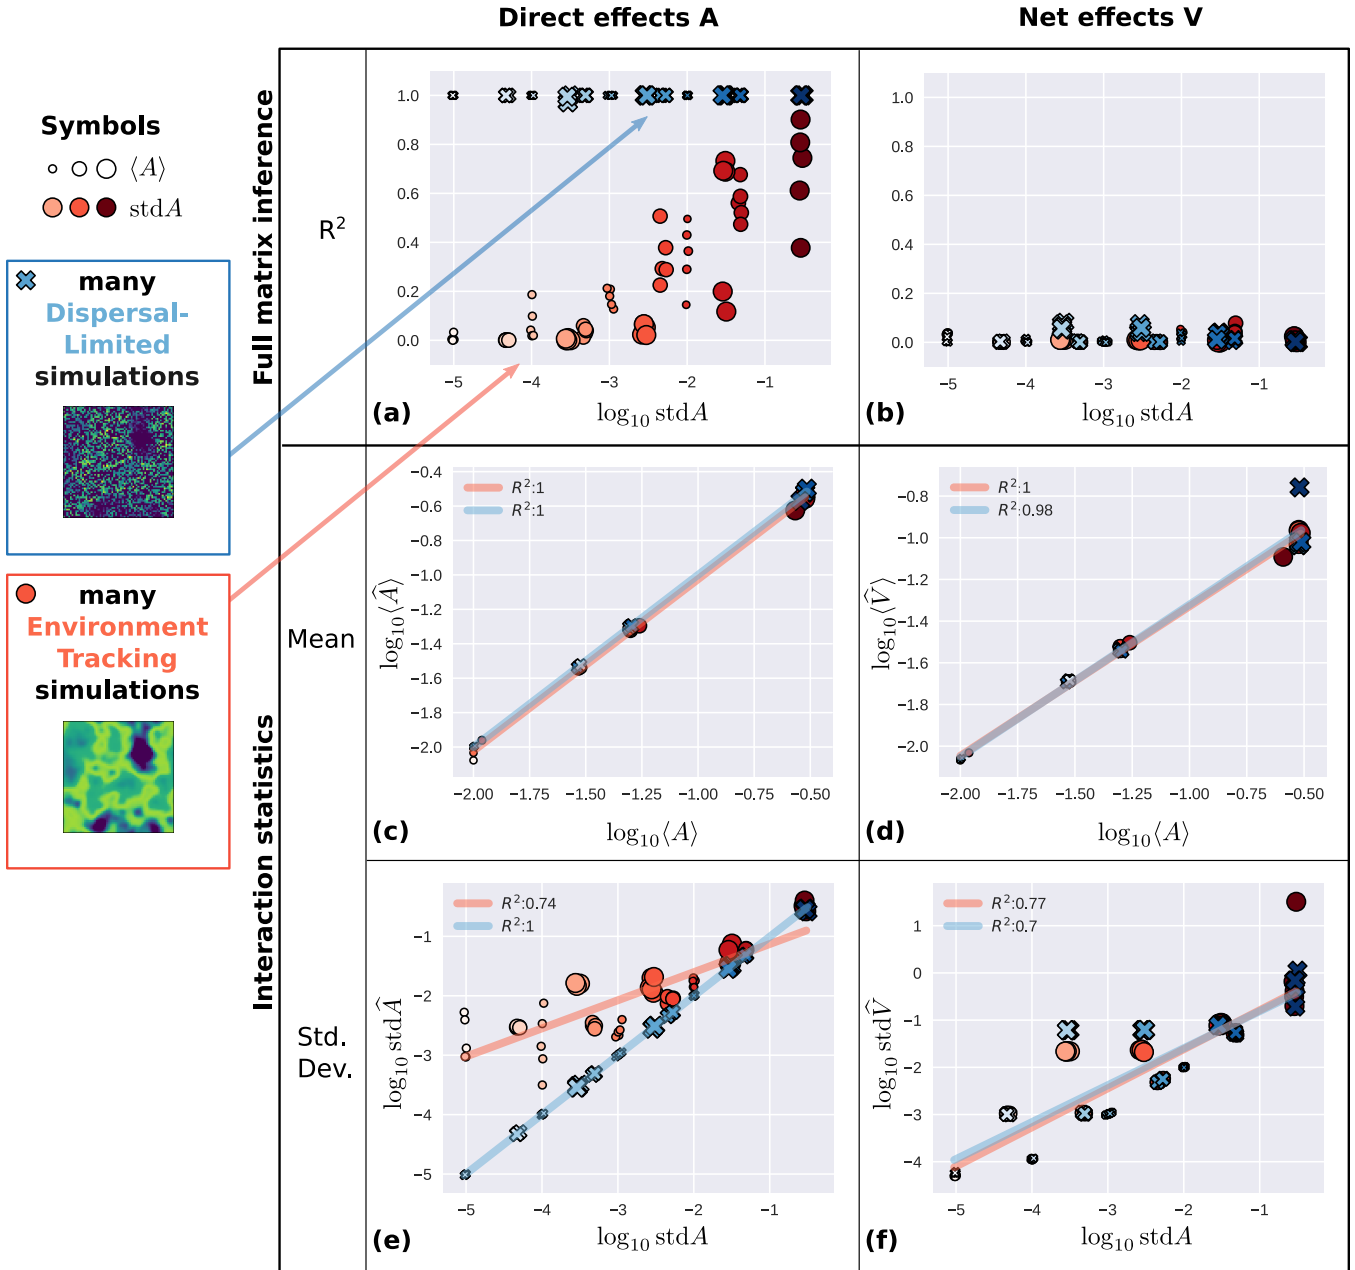 Direct effects A
Net effects V
Symbols
⟨A⟩
stdA
many
Dispersal-
Limited
simulations
many
Environment
Tracking
simulations
Full matrix inference
Interaction statistics
R²
Mean
Std.
Dev.
1.0
0.8
0.6
0.4
0.2
0.0
−5 −4 −3 −2 −1
(a)
log₁₀ stdA
1.0
0.8
0.6
0.4
0.2
0.0
−5 −4 −3 −2 −1
(b)
log₁₀ stdA
log₁₀⟨Â⟩
−0.4
−0.6
−0.8
−1.0
−1.2
−1.4
−1.6
−1.8
−2.0
R²:1
R²:1
−2.00 −1.75 −1.50 −1.25 −1.00 −0.75 −0.50
(c)
log₁₀⟨A⟩
log₁₀⟨V̂⟩
−0.8
−1.0
−1.2
−1.4
−1.6
−1.8
−2.0
R²:1
R²:0.98
−2.00 −1.75 −1.50 −1.25 −1.00 −0.75 −0.50
(d)
log₁₀⟨A⟩
log₁₀ stdÂ
−1
−2
−3
−4
−5
R²:0.74
R²:1
−5 −4 −3 −2 −1
(e)
log₁₀ stdA
log₁₀ stdV̂
1
0
−1
−2
−3
−4
R²:0.77
R²:0.7
−5 −4 −3 −2 −1
(f)
log₁₀ stdA